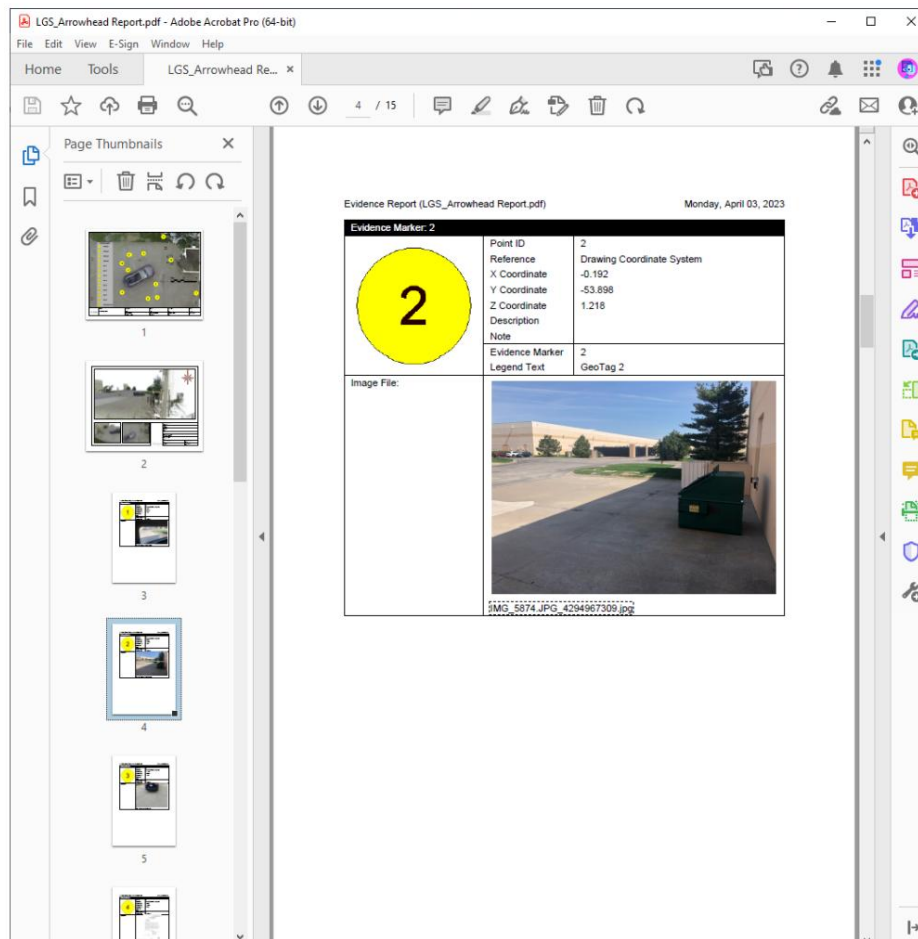 LGS_Arrowhead Report.pdf - Adobe Acrobat Pro (64-bit)
File Edit View E-Sign Window Help
Home Tools LGS_Arrowhead Re... ×
4 / 15
Page Thumbnails
1
2
3
4
5
Evidence Report (LGS_Arrowhead Report.pdf) Monday, April 03, 2023
Evidence Marker: 2
2
Point ID 2
Reference Drawing Coordinate System
X Coordinate -0.192
Y Coordinate -53.898
Z Coordinate 1.218
Description
Note
Evidence Marker 2
Legend Text GeoTag 2
Image File:
IMG_5874.JPG_4294967309.jpg